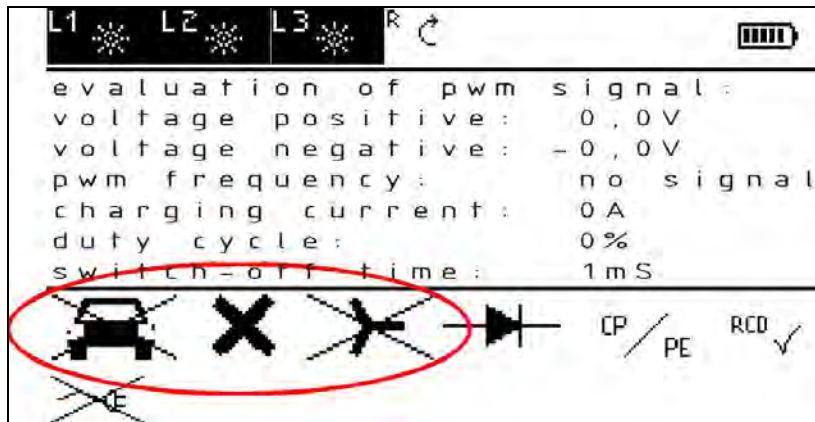 L1 L2 L3 R
evaluation of pwm signal:
voltage positive: 0,0V
voltage negative: -0,0V
pwm frequency: no signal
charging current: 0A
duty cycle: 0%
switch-off time: 1mS
CP/PE RCD